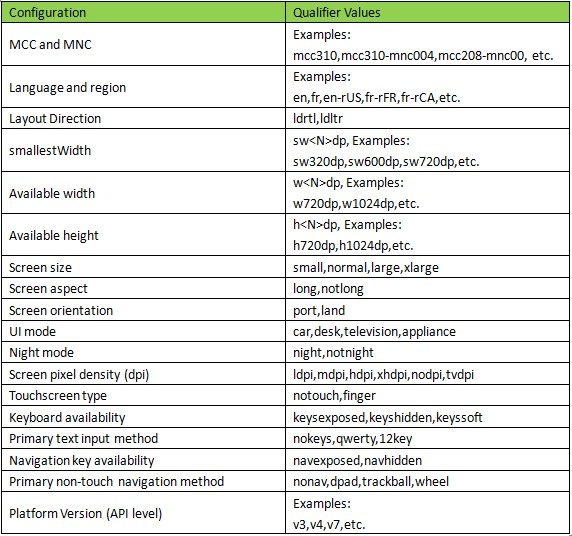 Configuration Qualifier Values
MCC and MNC Examples:
mcc310,mcc310-mnc004,mcc208-mnc00, etc.
Language and region Examples:
en,fr,en-rUS,fr-rFR,fr-rCA,etc.
Layout Direction ldrtl,ldltr
smallestWidth sw<N>dp, Examples:
sw320dp,sw600dp,sw720dp,etc.
Available width w<N>dp, Examples:
w720dp,w1024dp,etc.
Available height h<N>dp, Examples:
h720dp,h1024dp,etc.
Screen size small,normal,large,xlarge
Screen aspect long,notlong
Screen orientation port,land
UI mode car,desk,television,appliance
Night mode night,notnight
Screen pixel density (dpi) ldpi,mdpi,hdpi,xhdpi,nodpi,tvdpi
Touchscreen type notouch,finger
Keyboard availability keysexposed,keyshidden,keyssoft
Primary text input method nokeys,qwerty,12key
Navigation key availability navexposed,navhidden
Primary non-touch navigation method nonav,dpad,trackball,wheel
Platform Version (API level) Examples:
v3,v4,v7,etc.